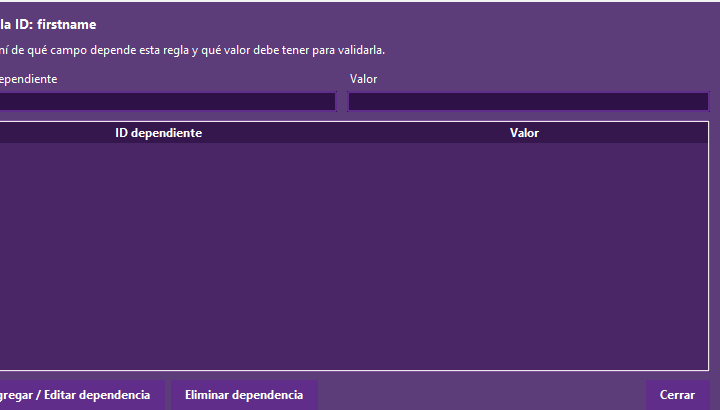 la ID: firstname
ní de qué campo depende esta regla y qué valor debe tener para validarla.
ependiente Valor
ID dependiente Valor
gregar / Editar dependencia Eliminar dependencia Cerrar